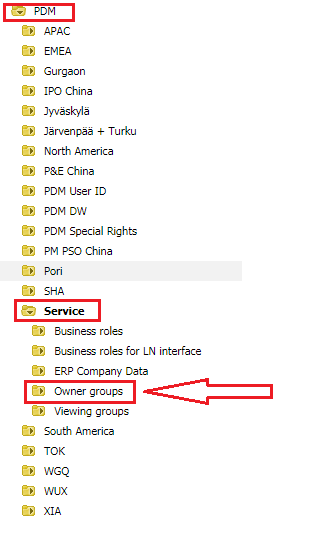 PDM
APAC
EMEA
Gurgaon
IPO China
Jyväskylä
Järvenpää + Turku
North America
P&E China
PDM User ID
PDM DW
PDM Special Rights
PM PSO China
Pori
SHA
Service
Business roles
Business roles for LN interface
ERP Company Data
Owner groups
Viewing groups
South America
TOK
WGQ
WUX
XIA